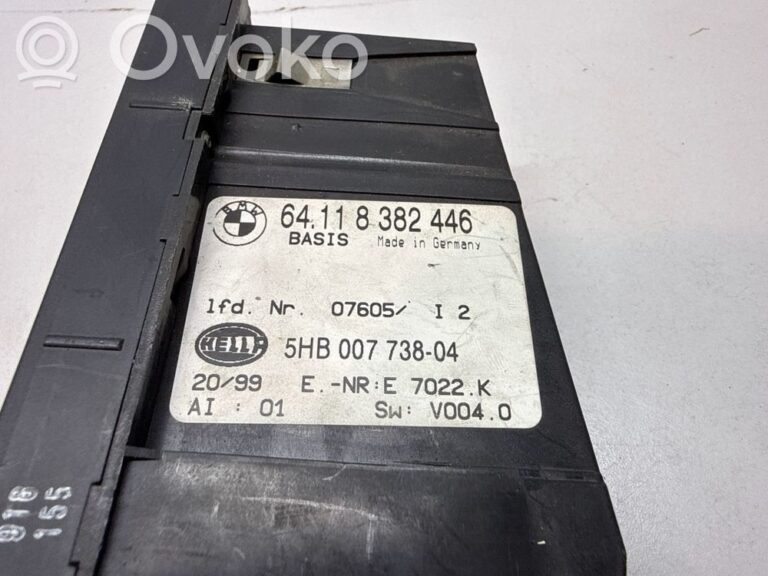 Ovoko
BMW
64.11 8 382 446
BASIS Made in Germany
lfd. Nr. 07605/ I 2
HELLA
5HB 007 738-04
20/99 E.-NR:E 7022.K
AI : 01 Sw: V004.0
916
155